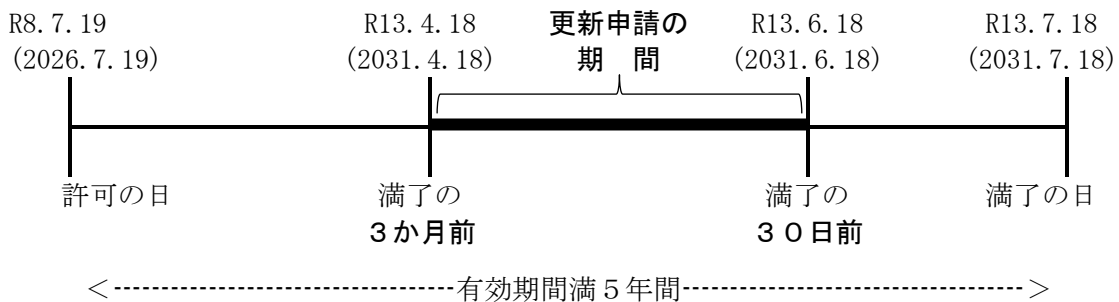 R8.7.19
(2026.7.19)
R13.4.18
(2031.4.18)
更新申請の
期 間
R13.6.18
(2031.6.18)
R13.7.18
(2031.7.18)
許可の日
満了の
3か月前
満了の
30日前
満了の日
<-----------------------------------有効期間満5年間----------------------------------->